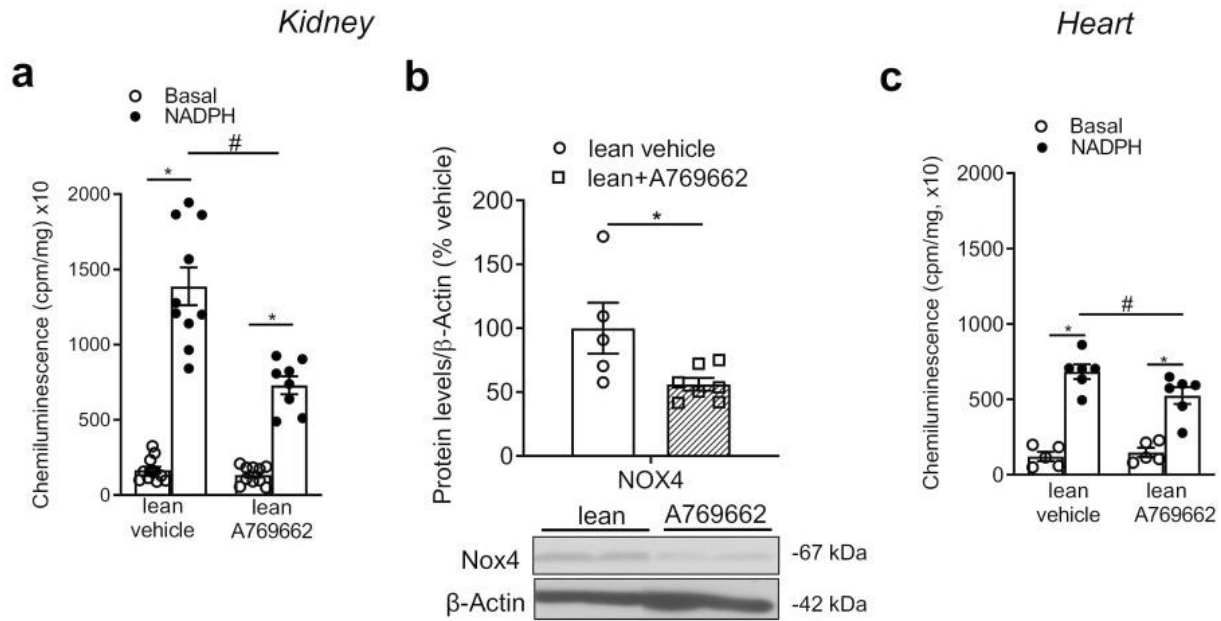 Kidney
Heart
a
Basal
NADPH
#
*
*
Chemiluminescence (cpm/mg) x10
2000
1500
1000
500
0
lean
vehicle
lean
A769662
b
lean vehicle
lean+A769662
*
Protein levels/β-Actin (% vehicle)
200
150
100
50
0
NOX4
lean
A769662
Nox4
-67 kDa
β-Actin
-42 kDa
c
Basal
NADPH
#
*
*
Chemiluminescence (cpm/mg, x10)
2000
1500
1000
500
0
lean
vehicle
lean
A769662